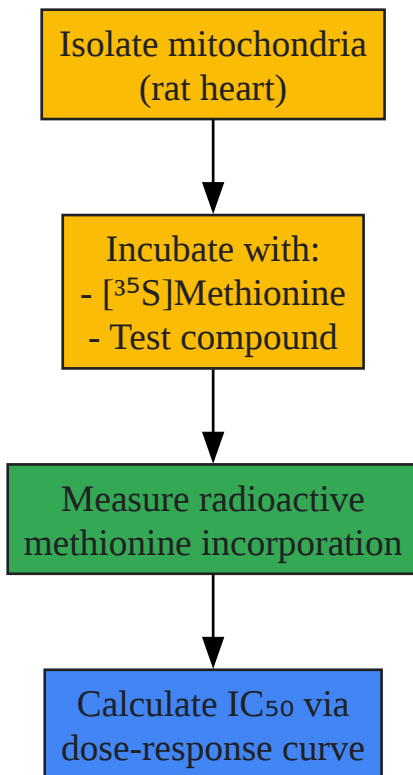 Isolate mitochondria
(rat heart)
Incubate with:
- [³⁵S]Methionine
- Test compound
Measure radioactive
methionine incorporation
Calculate IC₅₀ via
dose-response curve